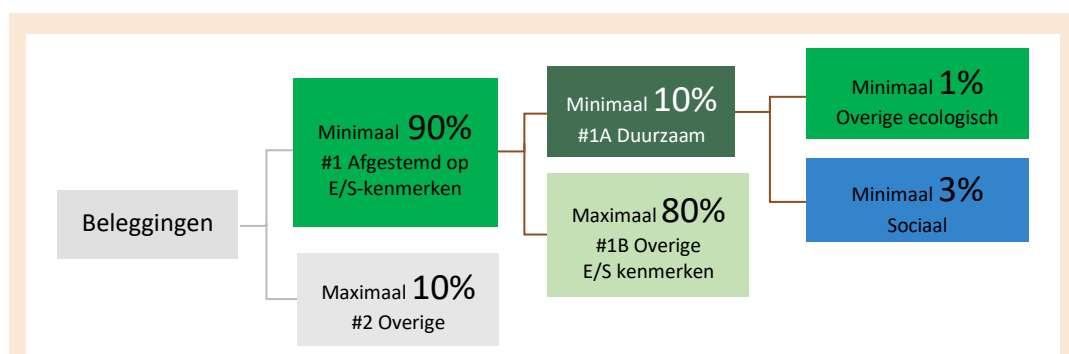 Beleggingen
Minimaal 90%
#1 Afgestemd op
E/S-kenmerken
Maximaal 10%
#2 Overige
Minimaal 10%
#1A Duurzaam
Maximaal 80%
#1B Overige
E/S kenmerken
Minimaal 1%
Overige ecologisch
Minimaal 3%
Sociaal